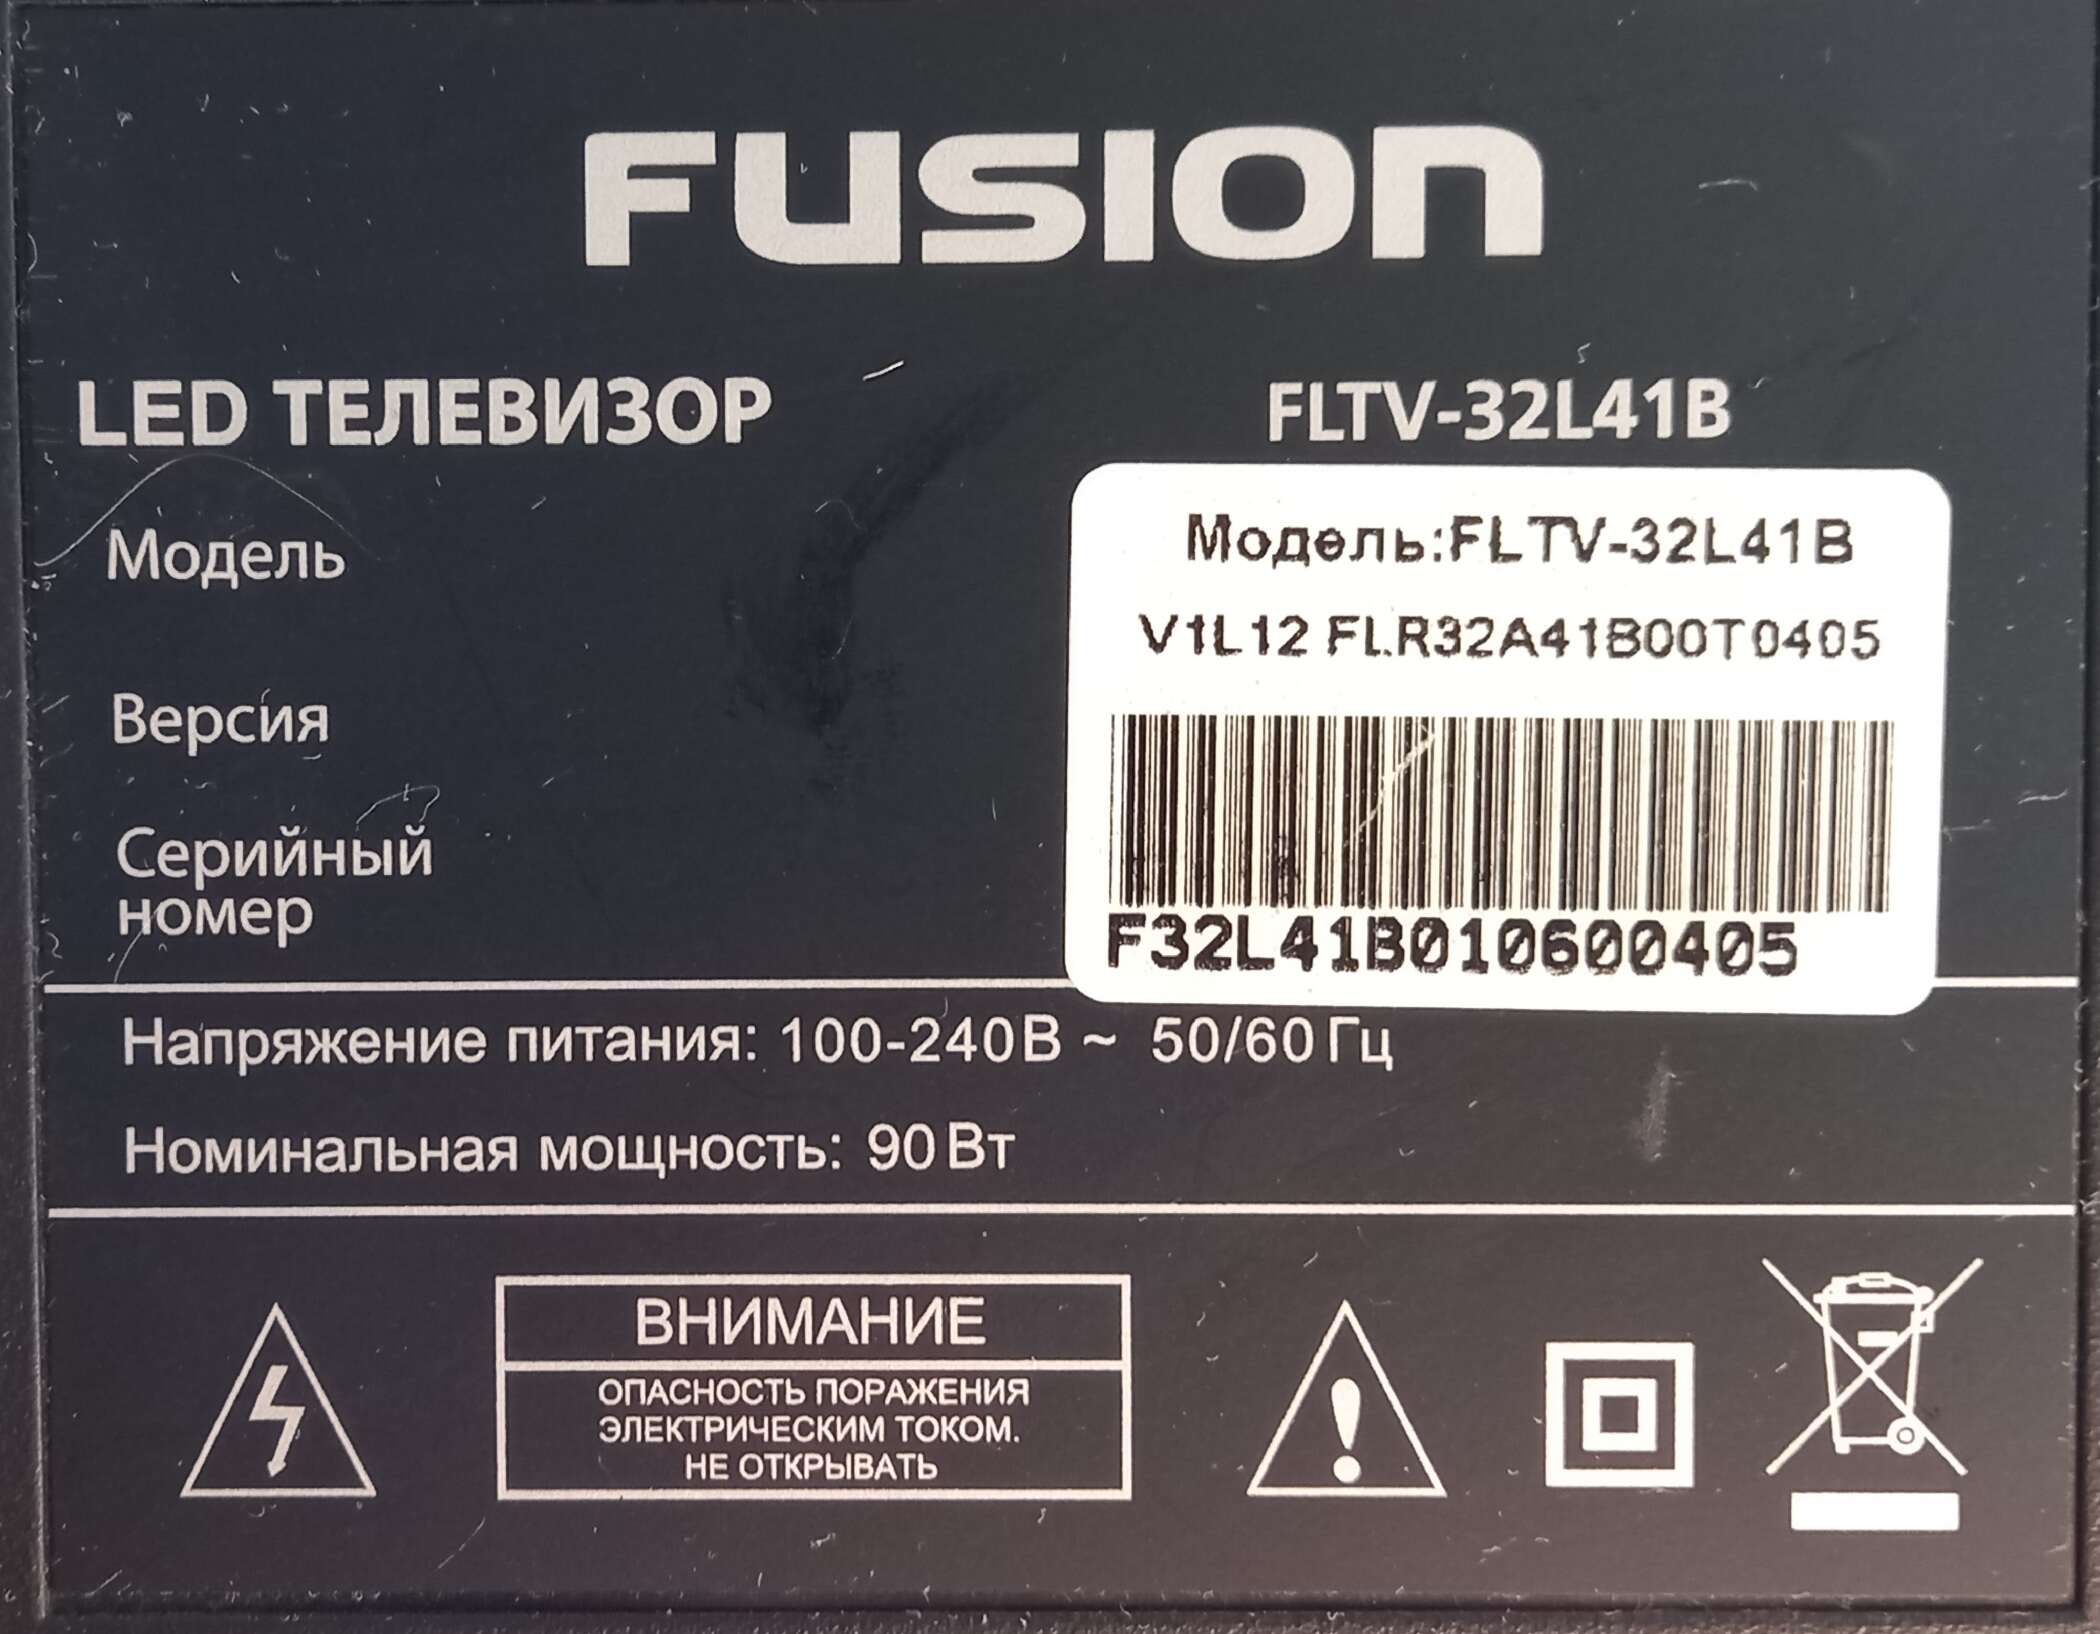 FUSION
LED ТЕЛЕВИЗОР FLTV-32L41B
Модель
Модель:FLTV-32L41B
V1L12 FLR32A41B00T0405
Версия
Серийный
номер
F32L41B010600405
Напряжение питания: 100-240В ~ 50/60Гц
Номинальная мощность: 90Вт
ВНИМАНИЕ
ОПАСНОСТЬ ПОРАЖЕНИЯ
ЭЛЕКТРИЧЕСКИМ ТОКОМ.
НЕ ОТКРЫВАТЬ